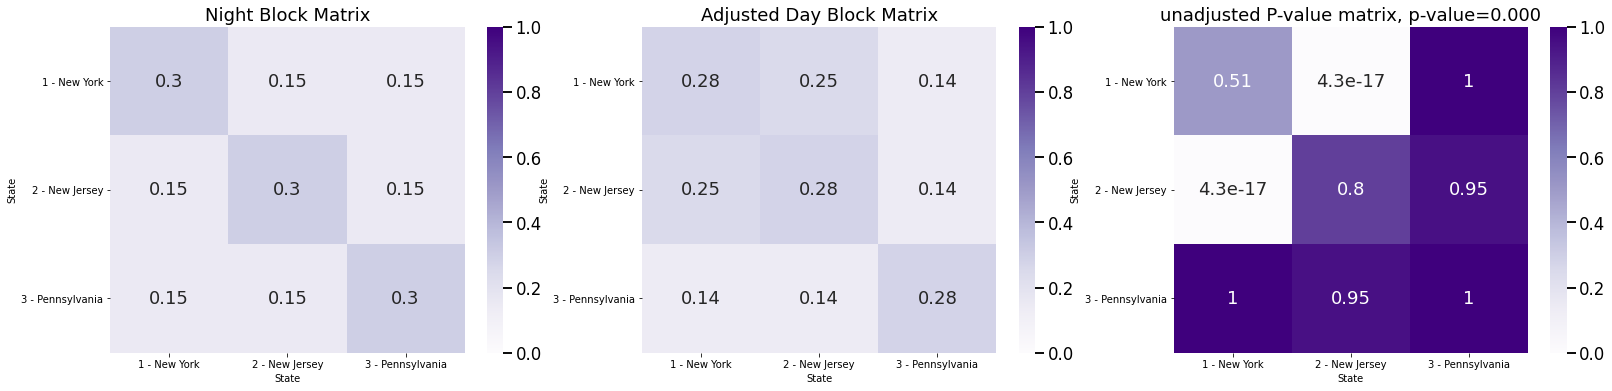 Night Block Matrix
1 - New York
2 - New Jersey
3 - Pennsylvania
State
0.3 0.15 0.15
0.15 0.3 0.15
0.15 0.15 0.3
1 - New York 2 - New Jersey 3 - Pennsylvania
State
1.0
0.8
0.6
0.4
0.2
0.0
Adjusted Day Block Matrix
1 - New York
2 - New Jersey
3 - Pennsylvania
State
0.28 0.25 0.14
0.25 0.28 0.14
0.14 0.14 0.28
1 - New York 2 - New Jersey 3 - Pennsylvania
State
1.0
0.8
0.6
0.4
0.2
0.0
unadjusted P-value matrix, p-value=0.000
1 - New York
2 - New Jersey
3 - Pennsylvania
State
0.51 4.3e-17 1
4.3e-17 0.8 0.95
1 0.95 1
1 - New York 2 - New Jersey 3 - Pennsylvania
State
1.0
0.8
0.6
0.4
0.2
0.0